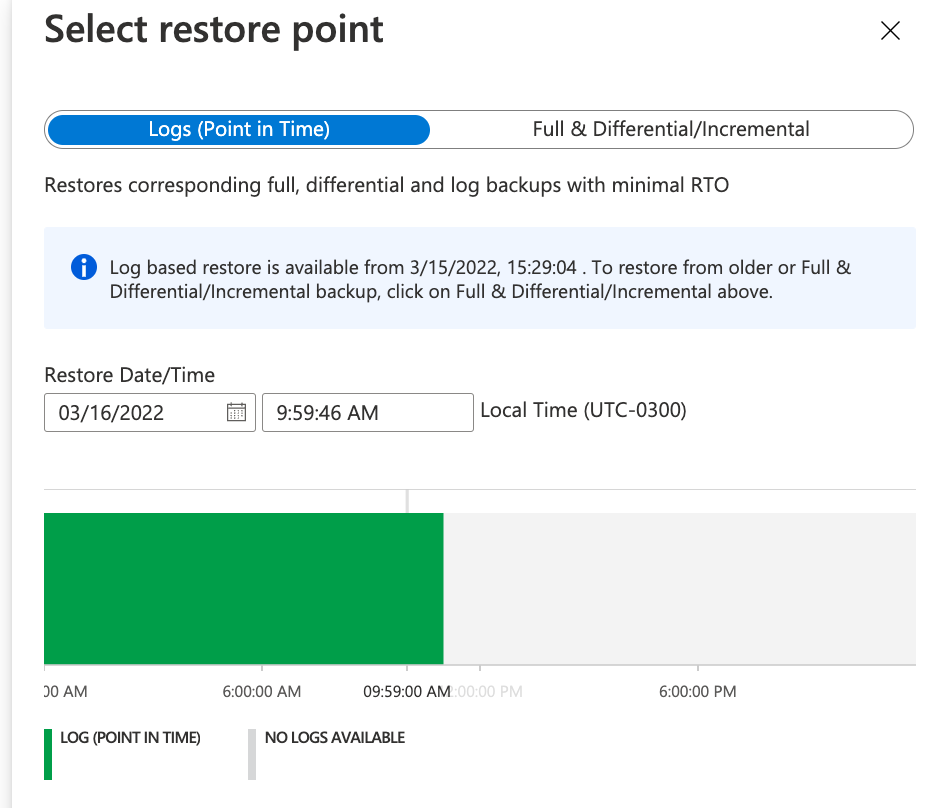 Select restore point
Logs (Point in Time)
Full & Differential/Incremental
Restores corresponding full, differential and log backups with minimal RTO
Log based restore is available from 3/15/2022, 15:29:04 . To restore from older or Full &
Differential/Incremental backup, click on Full & Differential/Incremental above.
Restore Date/Time
03/16/2022
9:59:46 AM
Local Time (UTC-0300)
00 AM
6:00:00 AM
09:59:00 AM
:00:00 PM
6:00:00 PM
LOG (POINT IN TIME)
NO LOGS AVAILABLE